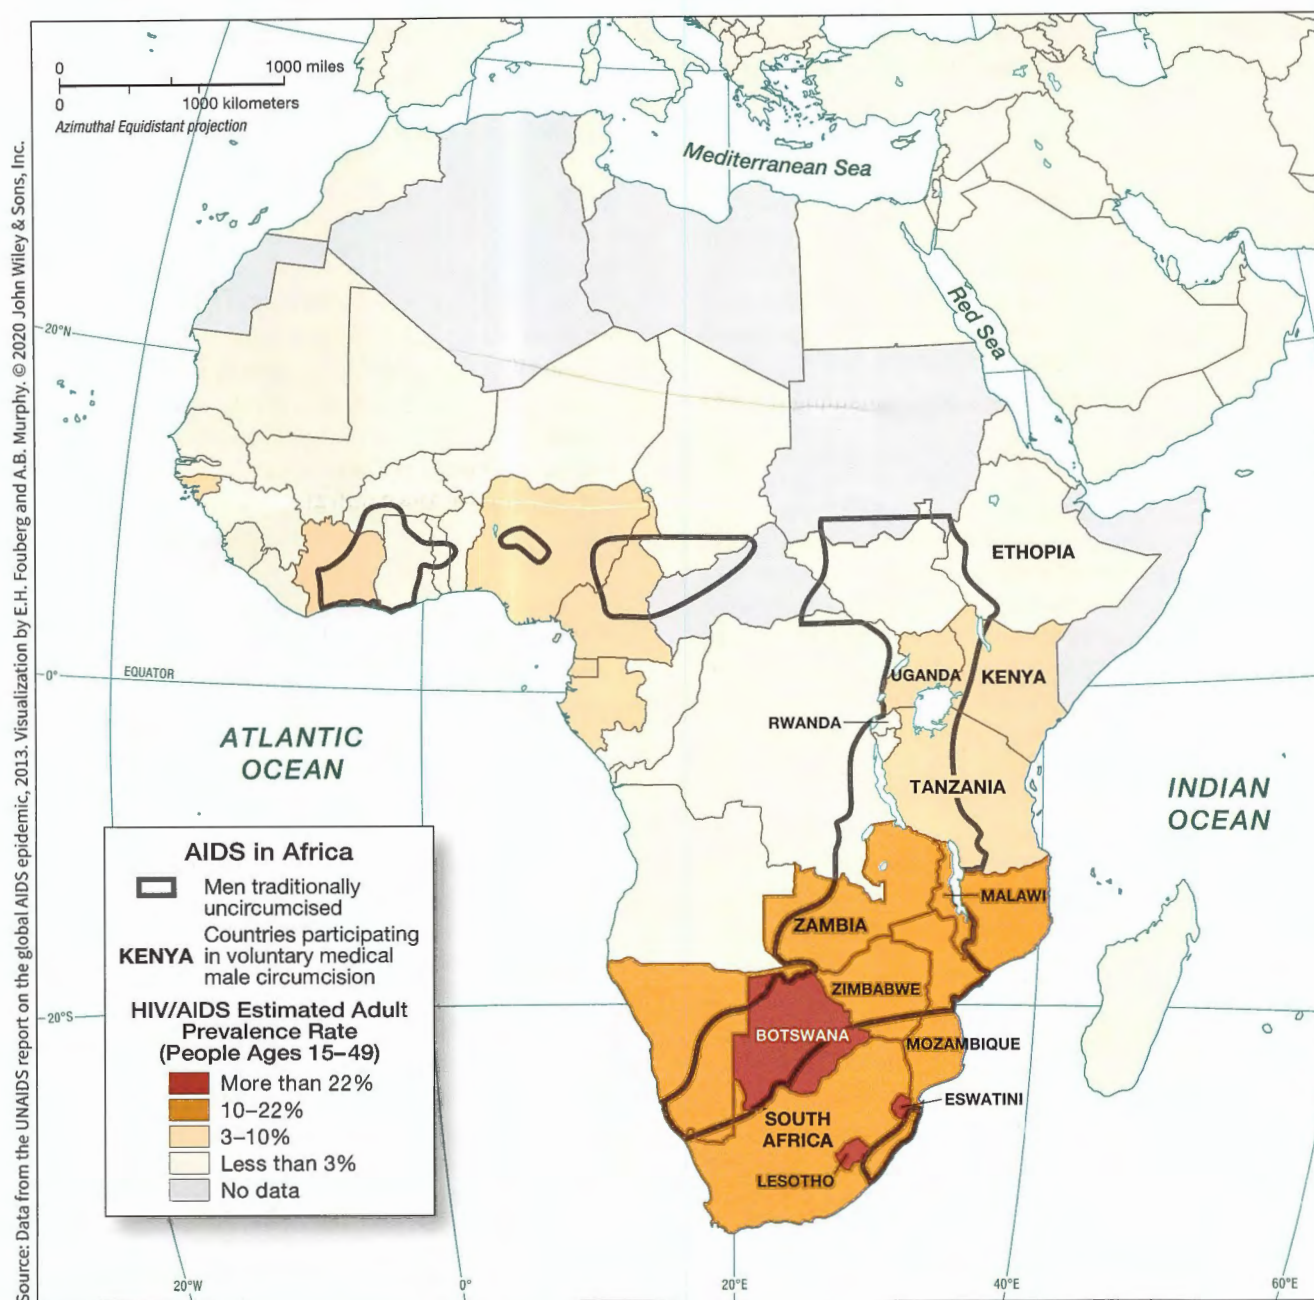 Source: Data from the UNAIDS report on the global AIDS epidemic, 2013. Visualization by E.H. Fouberg and A.B. Murphy. © 2020 John Wiley & Sons, Inc.
0 1000 miles
0 1000 kilometers
Azimuthal Equidistant projection
Mediterranean Sea
Red Sea
20°N
ETHOPIA
0°
EQUATOR
UGANDA
KENYA
RWANDA
ATLANTIC
OCEAN
TANZANIA
INDIAN
OCEAN
MALAWI
ZAMBIA
ZIMBABWE
20°S
BOTSWANA
MOZAMBIQUE
ESWATINI
SOUTH
AFRICA
LESOTHO
AIDS in Africa
Men traditionally
uncircumcised
KENYA
Countries participating
in voluntary medical
male circumcision
HIV/AIDS Estimated Adult
Prevalence Rate
(People Ages 15–49)
More than 22%
10–22%
3–10%
Less than 3%
No data
20°W
0°
20°E
40°E
60°E